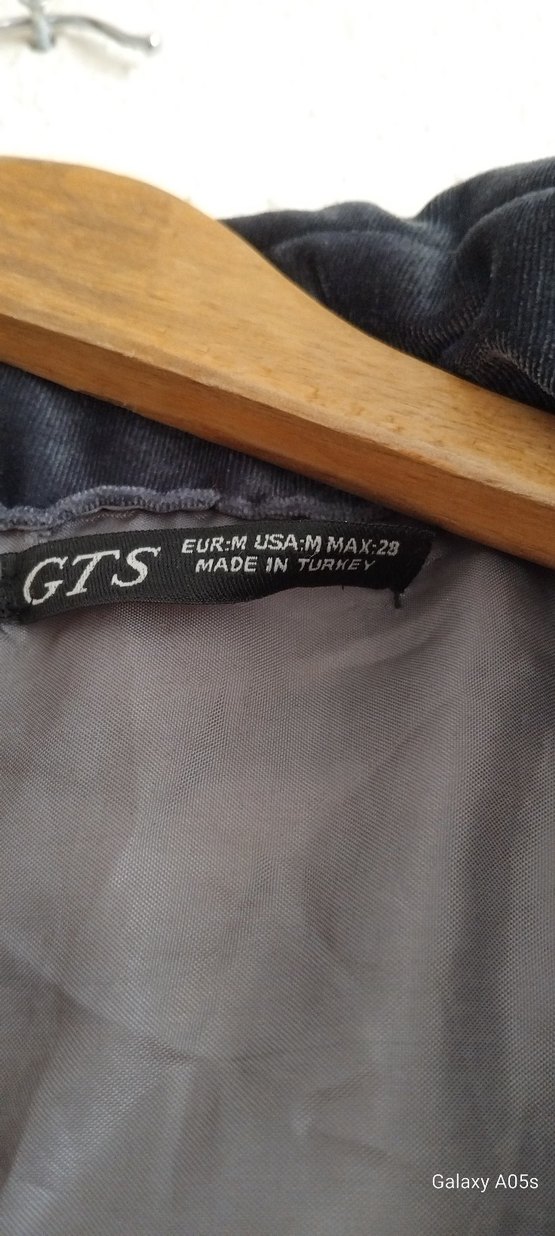 GTS
EUR:M USA:M MAX:28
MADE IN TURKEY
Galaxy A05s